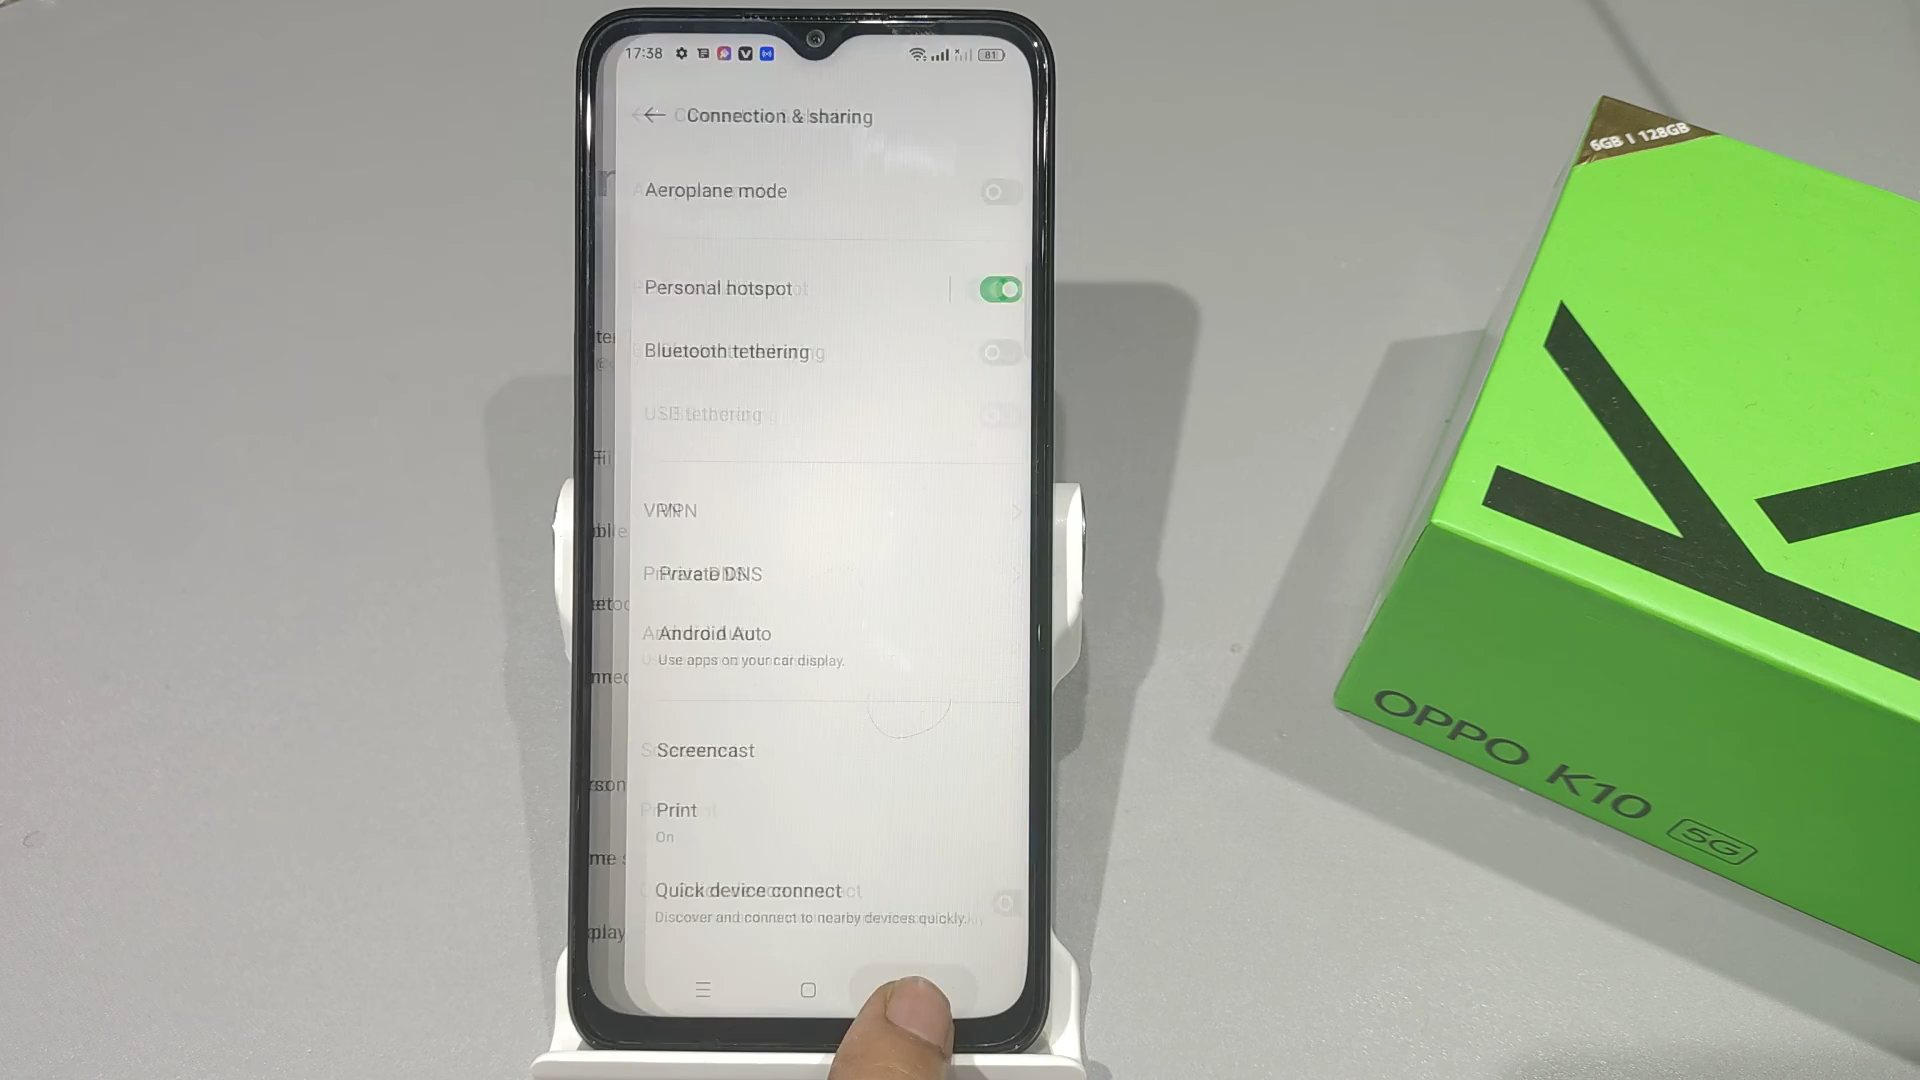 17:38
81
Connection & sharing
Aeroplane mode
Personal hotspot
Bluetooth tethering
USB tethering
VPN
Private DNS
Android Auto
Use apps on your car display.
Screencast
Print
On
Quick device connect
Discover and connect to nearby devices quickly.
6GB | 128GB
OPPO K10 5G